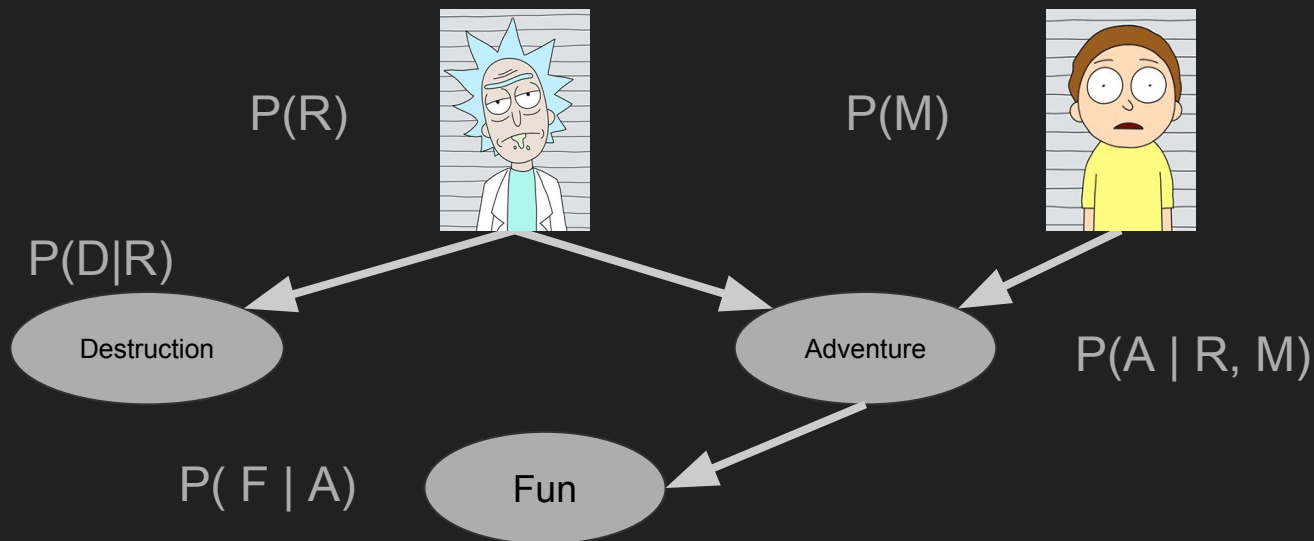 P(R)
P(M)
P(D|R)
Destruction
Adventure
P(A | R, M)
P( F | A)
Fun